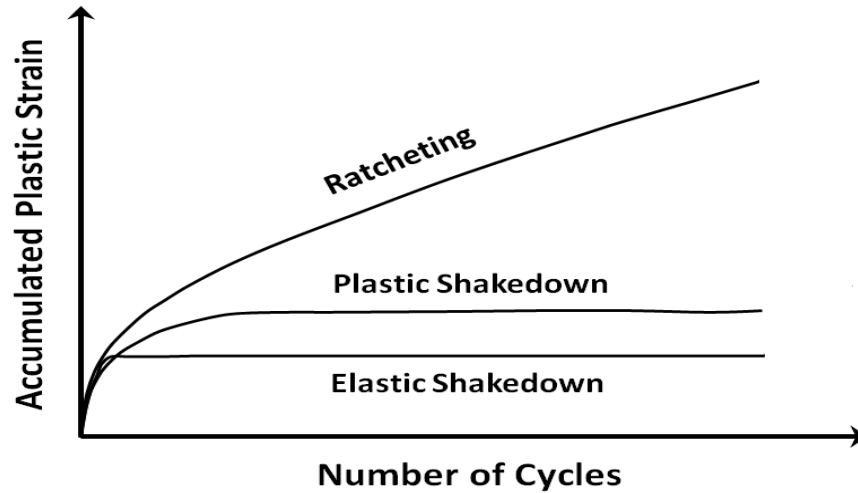 Accumulated Plastic Strain
Ratcheting
Plastic Shakedown
Elastic Shakedown
Number of Cycles